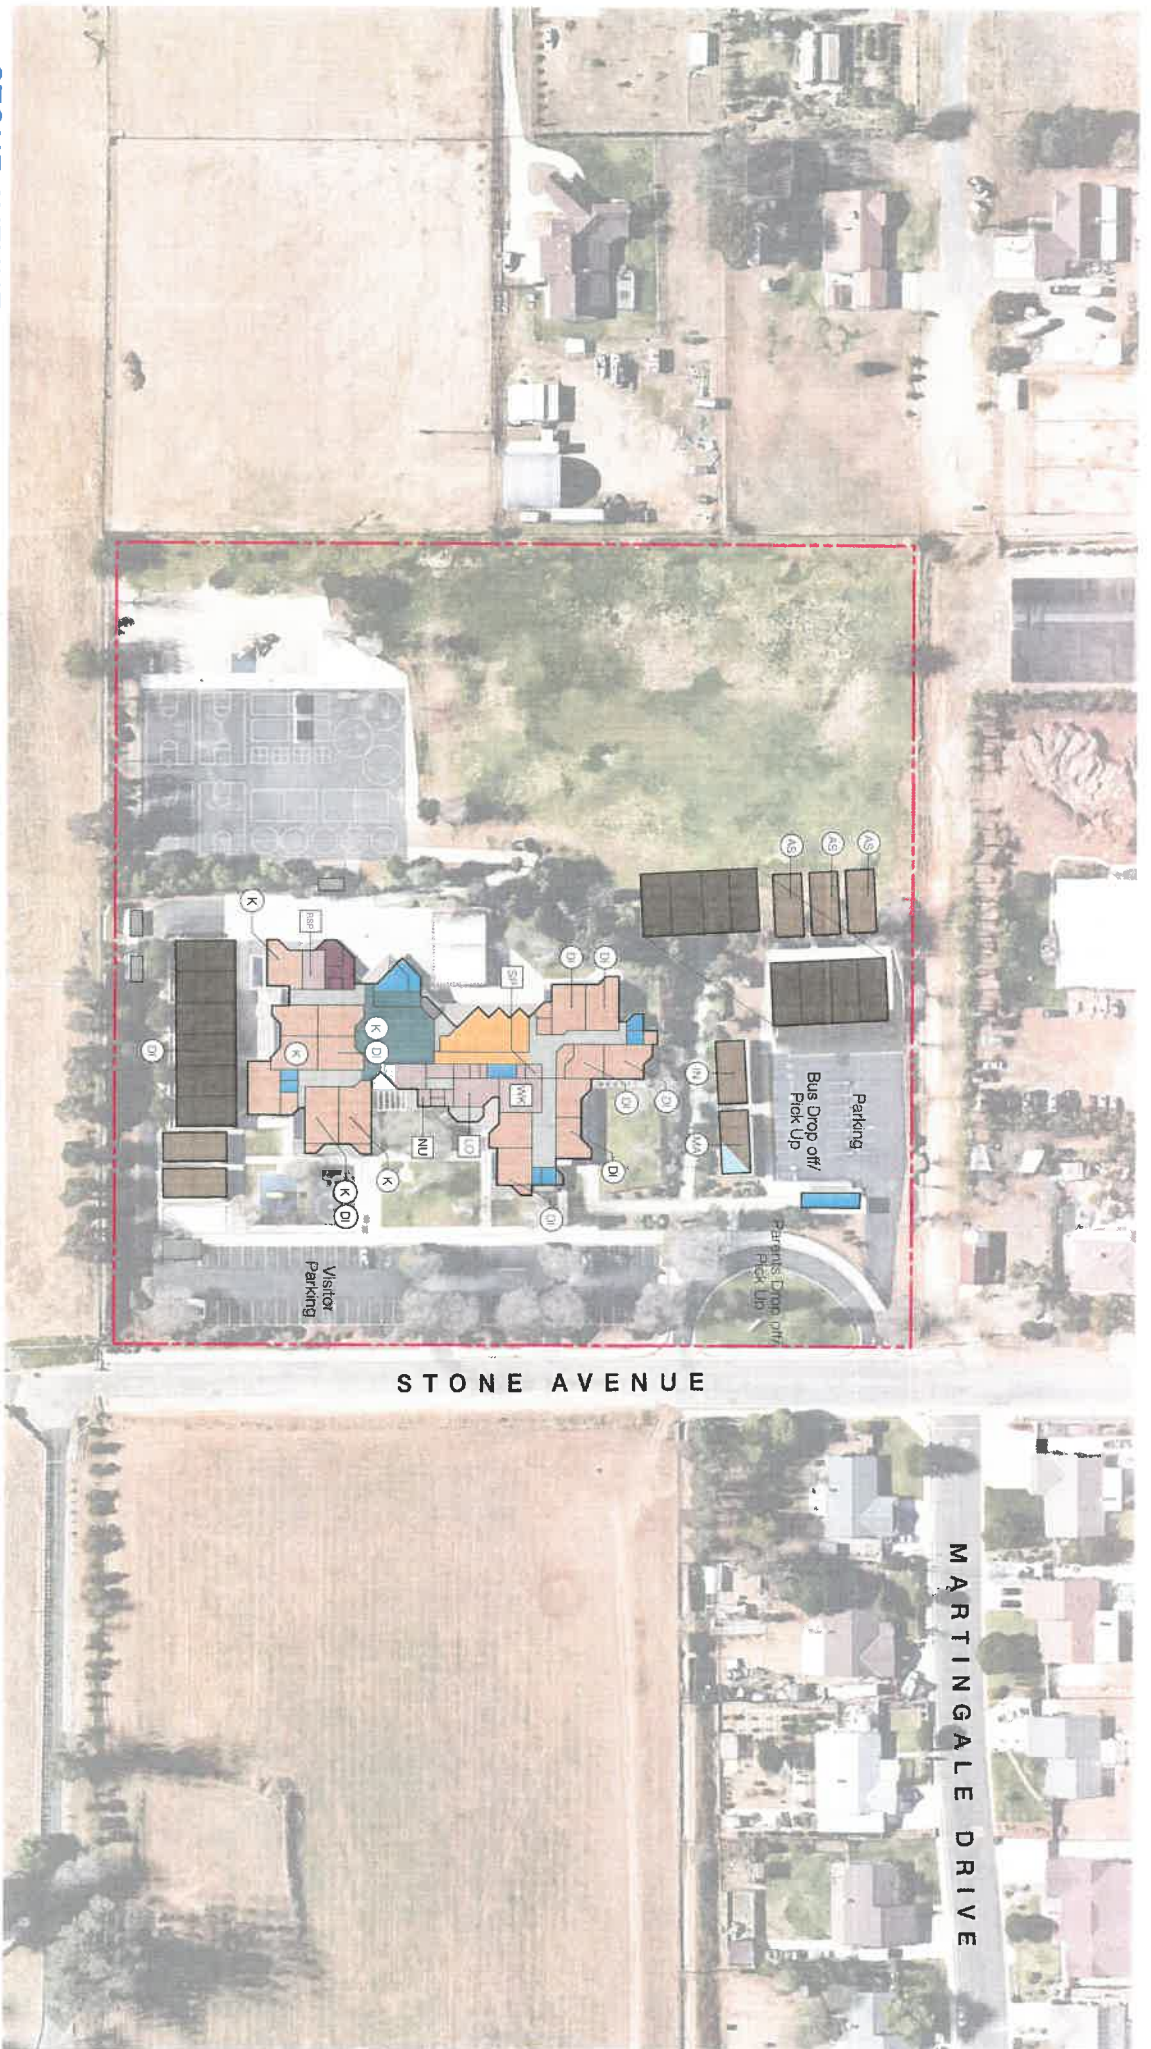 AS
AS
AS
K
RSP
SP
DI
DI
K
DI
K
DI
IN
MA
WK
DI
DI
DI
LO
NU
K
K
DI
DI
Parking
Bus Drop off/
Pick Up
Parents Drop off/
Pick Up
Visitor
Parking
STONE AVENUE
MARTINGALE DRIVE